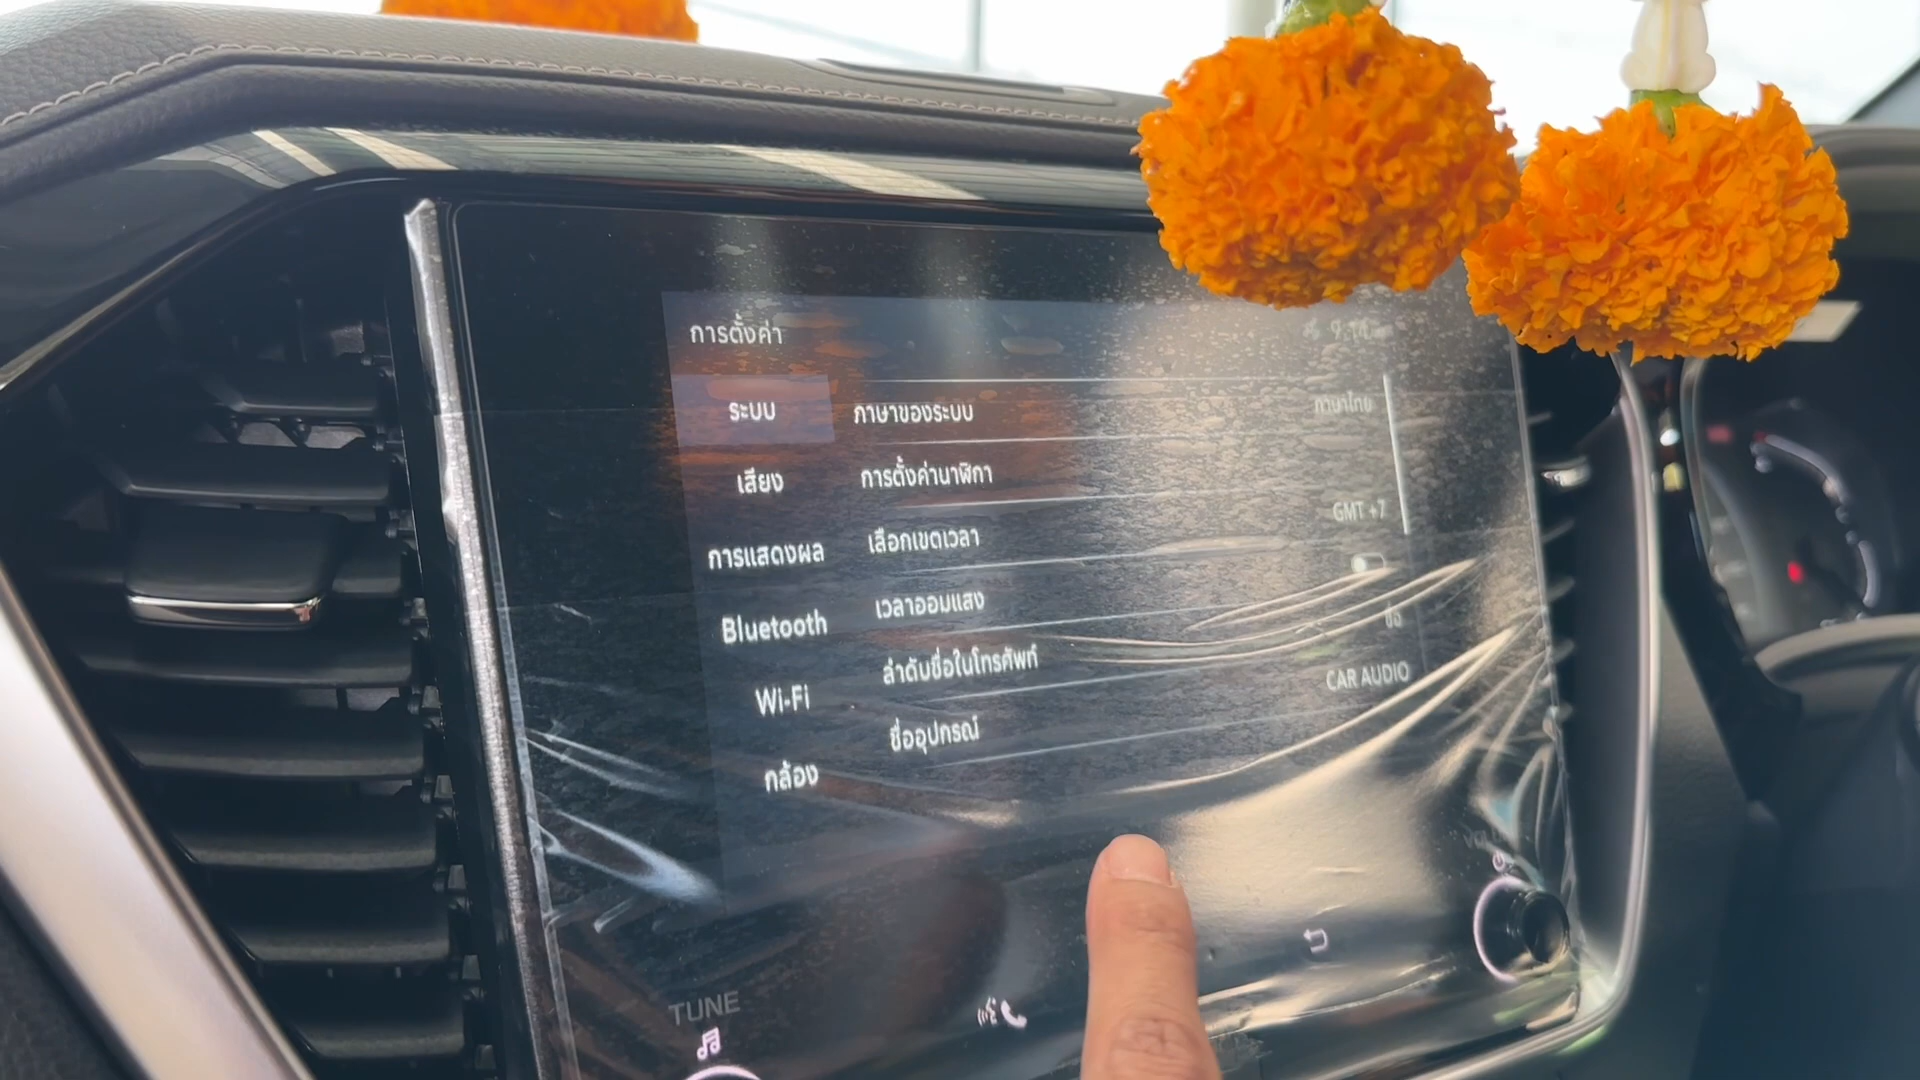 การตั้งค่า
9:14
ระบบ
ภาษาของระบบ
ภาษาไทย
เสียง
การตั้งค่านาฬิกา
การแสดงผล
เลือกเขตเวลา
GMT +7
Bluetooth
เวลาออมแสง
ลำดับชื่อในโทรศัพท์
ชื่อ
Wi-Fi
ชื่ออุปกรณ์
CAR AUDIO
กล้อง
TUNE